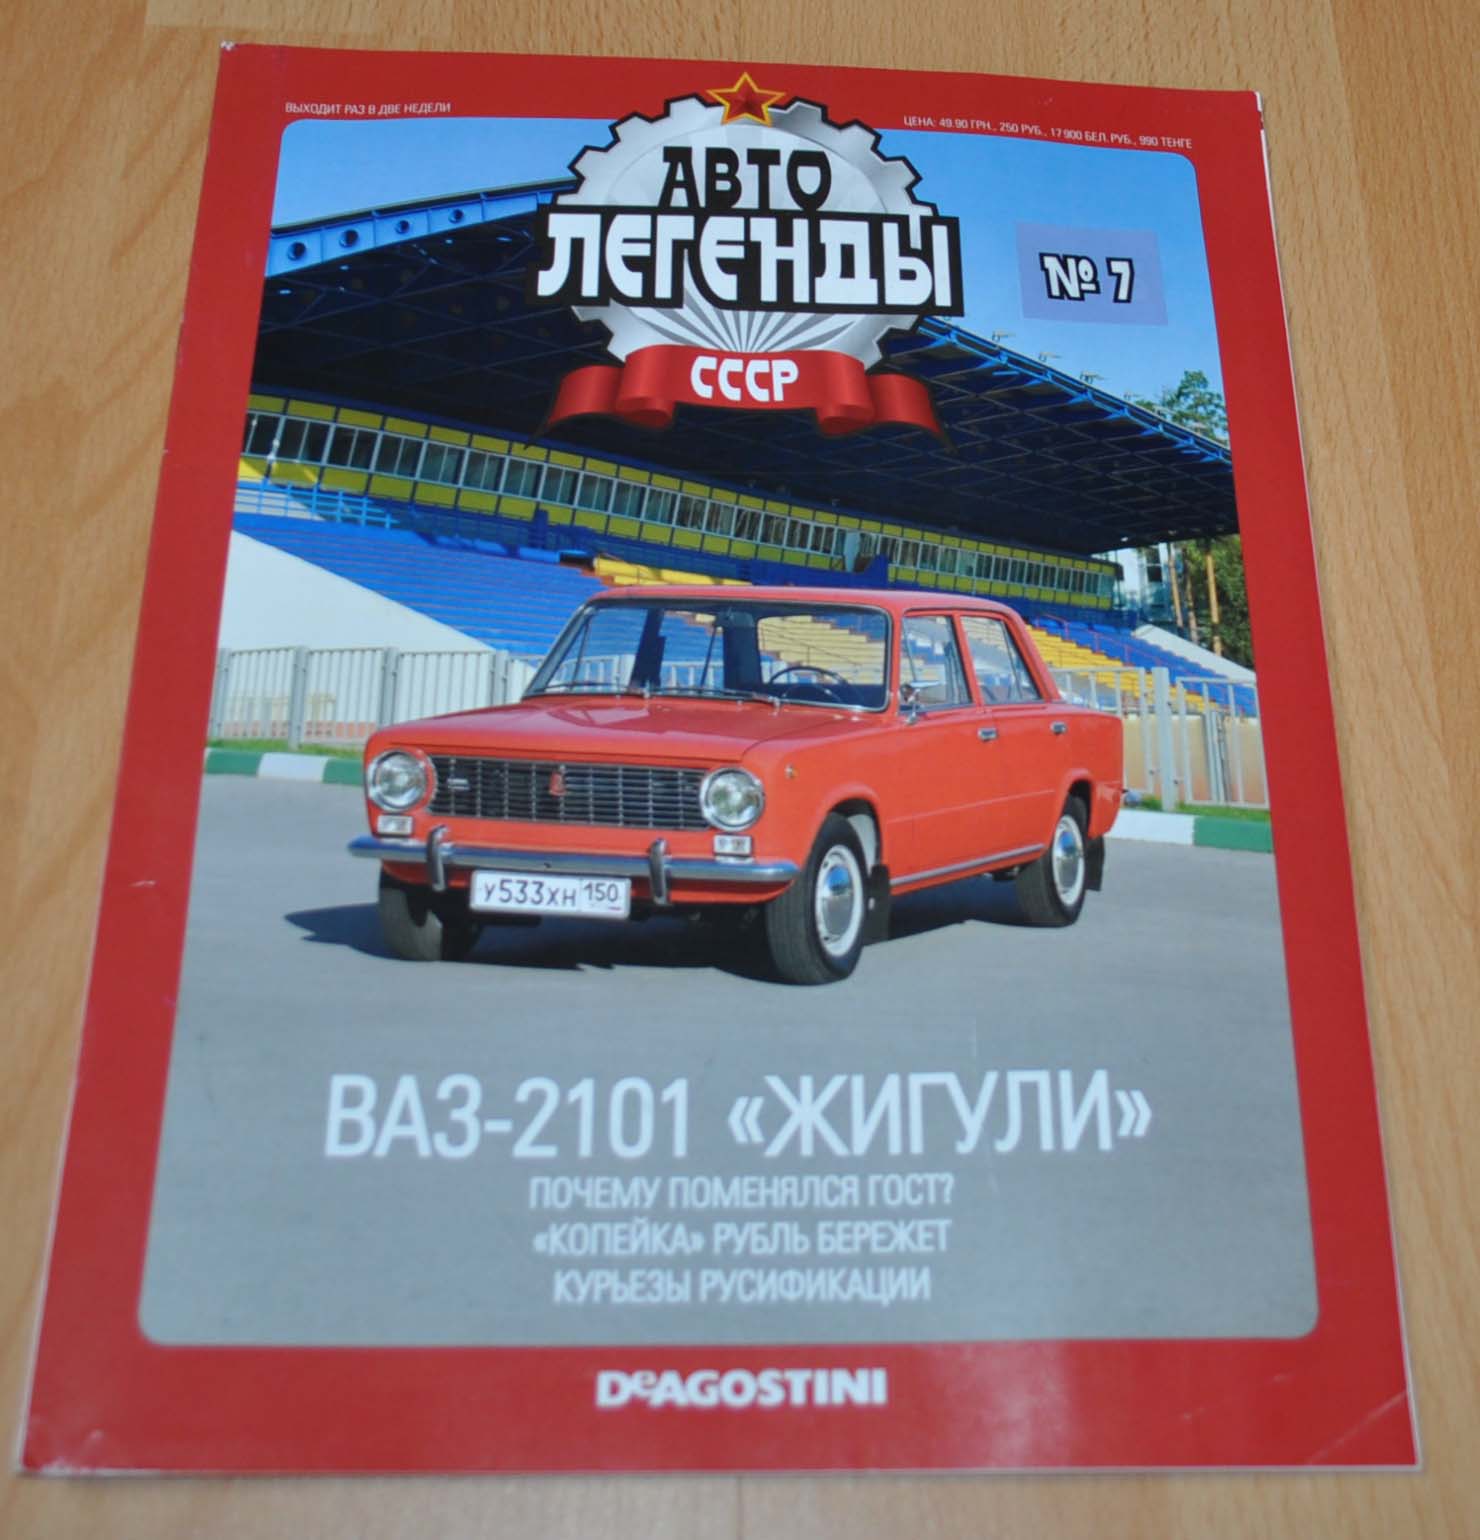 ВЫХОДИТ РАЗ В ДВЕ НЕДЕЛИ
ЦЕНА: 49.90 ГРН., 250 РУБ., 17 900 БЕЛ. РУБ., 990 ТЕНГЕ
АВТО
ЛЕГЕНДЫ
СССР
№ 7
У533ХН 150
ВАЗ-2101 «ЖИГУЛИ»
ПОЧЕМУ ПОМЕНЯЛСЯ ГОСТ?
«КОПЕЙКА» РУБЛЬ БЕРЕЖЕТ
КУРЬЕЗЫ РУСИФИКАЦИИ
DeAGOSTINI